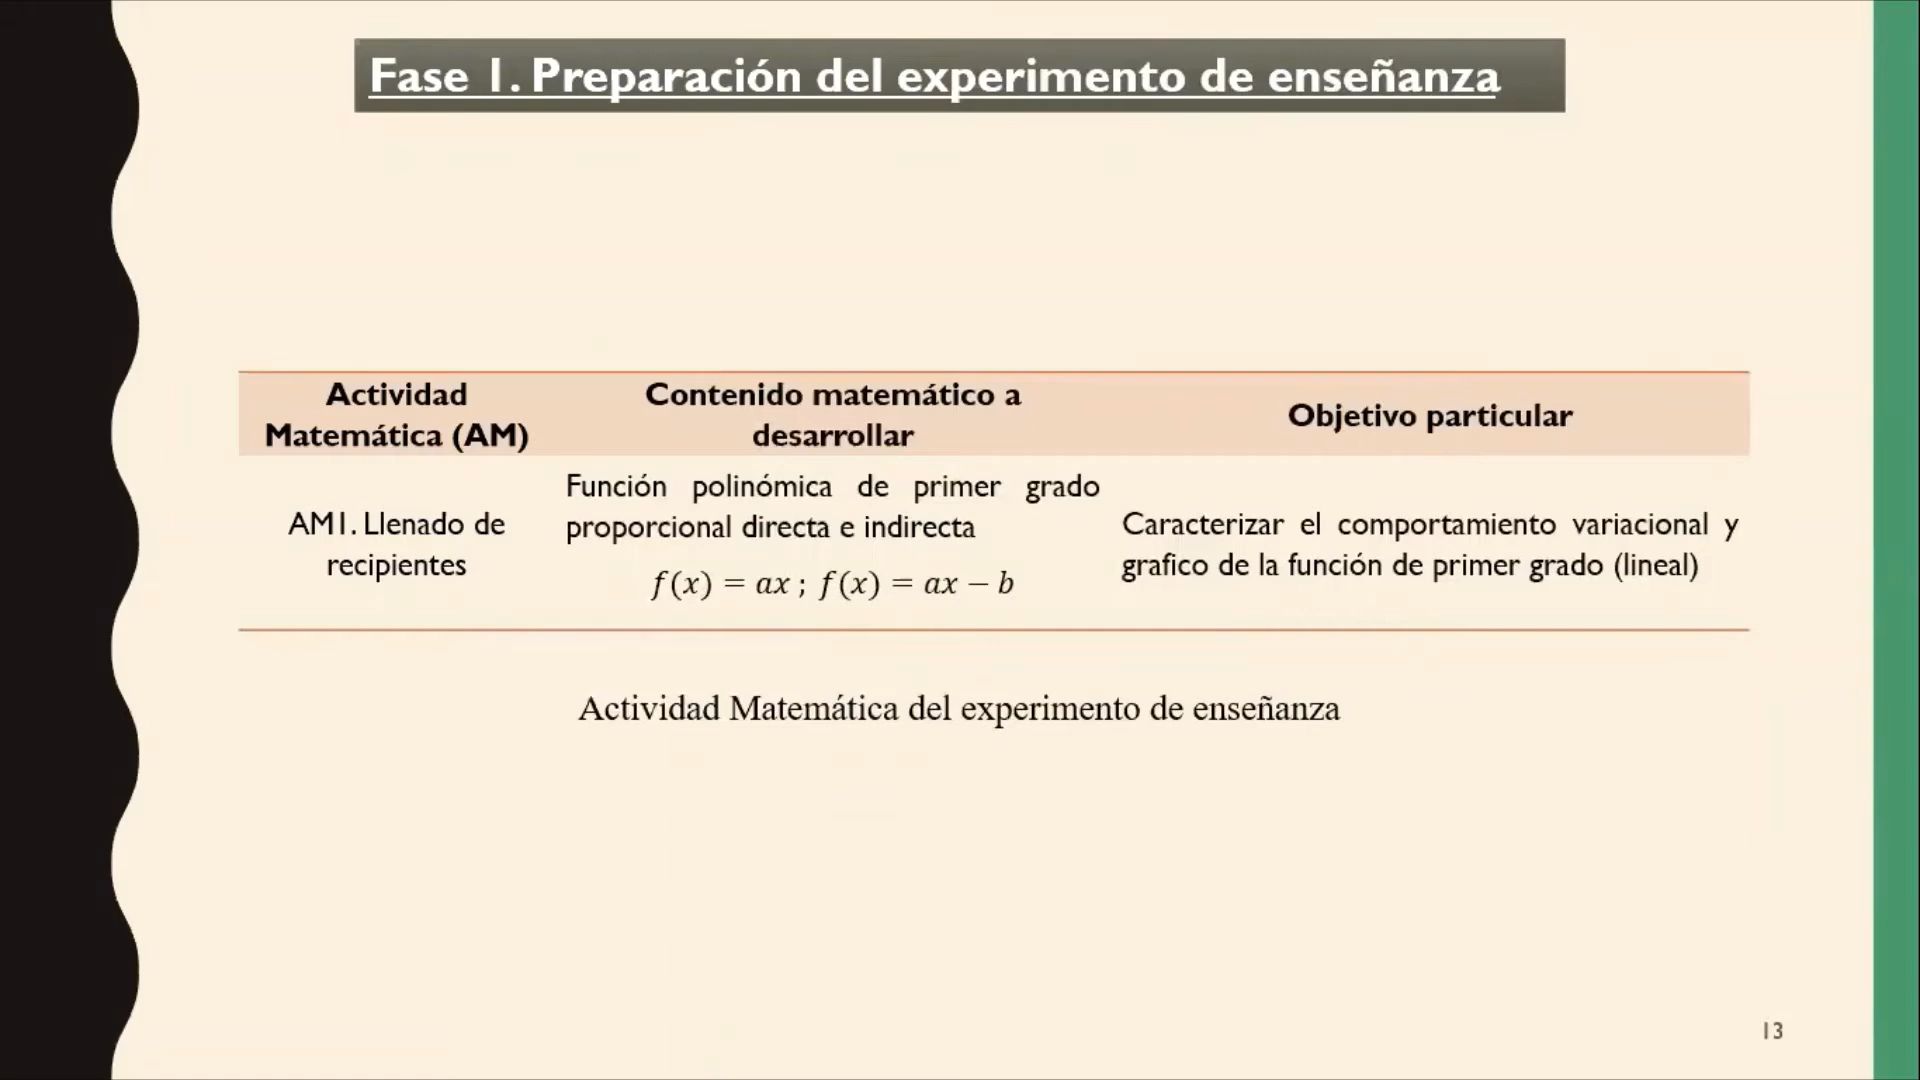 Fase 1. Preparación del experimento de enseñanza
Actividad
Matemática (AM)
Contenido matemático a
desarrollar
Objetivo particular
AM1. Llenado de
recipientes
Función polinómica de primer grado
proporcional directa e indirecta
f(x) = ax ; f(x) = ax − b
Caracterizar el comportamiento variacional y
grafico de la función de primer grado (lineal)
Actividad Matemática del experimento de enseñanza
13